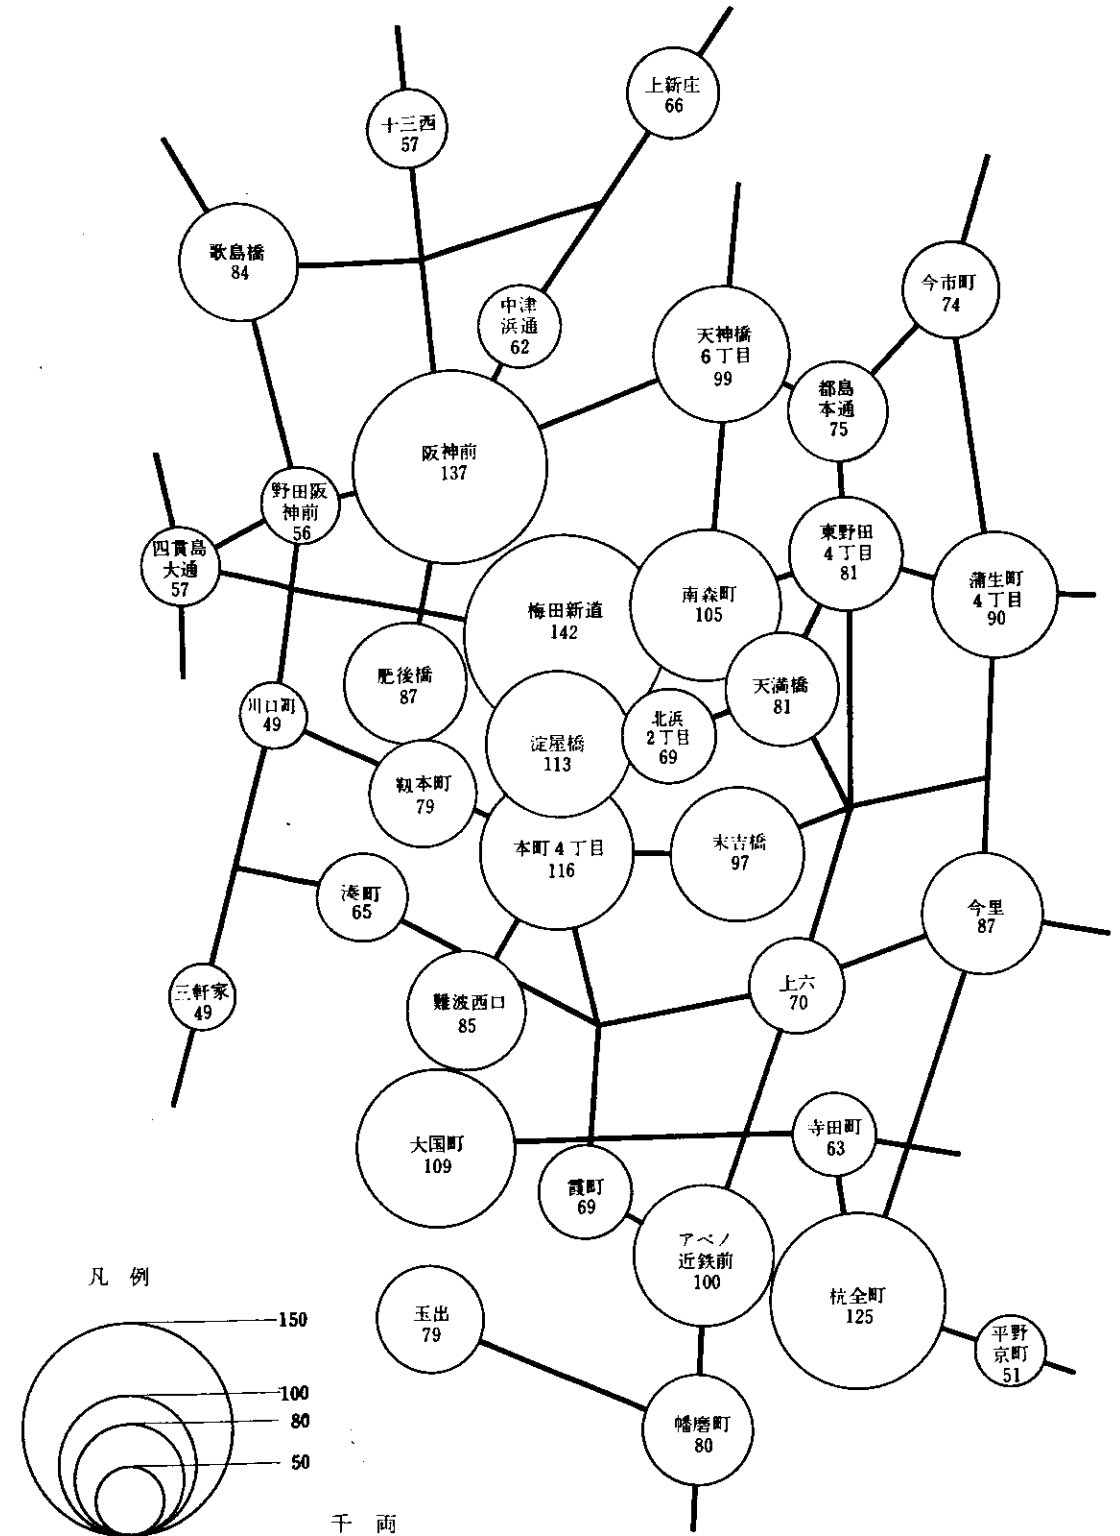 上新庄
66
十三西
57
歌島橋
84
今市町
74
中津
浜通
62
天神橋
6丁目
99
都島
本通
75
阪神前
137
野田阪
神前
56
東野田
4丁目
81
四貫島
大通
57
蒲生町
4丁目
90
梅田新道
142
南森町
105
肥後橋
87
天満橋
81
川口町
49
北浜
2丁目
69
淀屋橋
113
靱本町
79
本町4丁目
116
末吉橋
97
湊町
65
今里
87
三軒家
49
難波西口
85
上六
70
大国町
109
寺田町
63
霞町
69
アベノ
近鉄前
100
杭全町
125
玉出
79
平野
京町
51
播磨町
80
凡例
150
100
80
50
千両